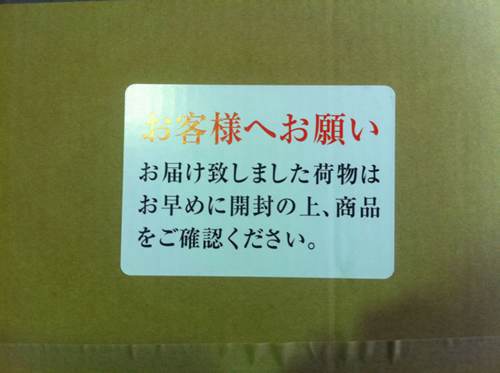 お客様へお願い
お届け致しました荷物は
お早めに開封の上、商品
をご確認ください。